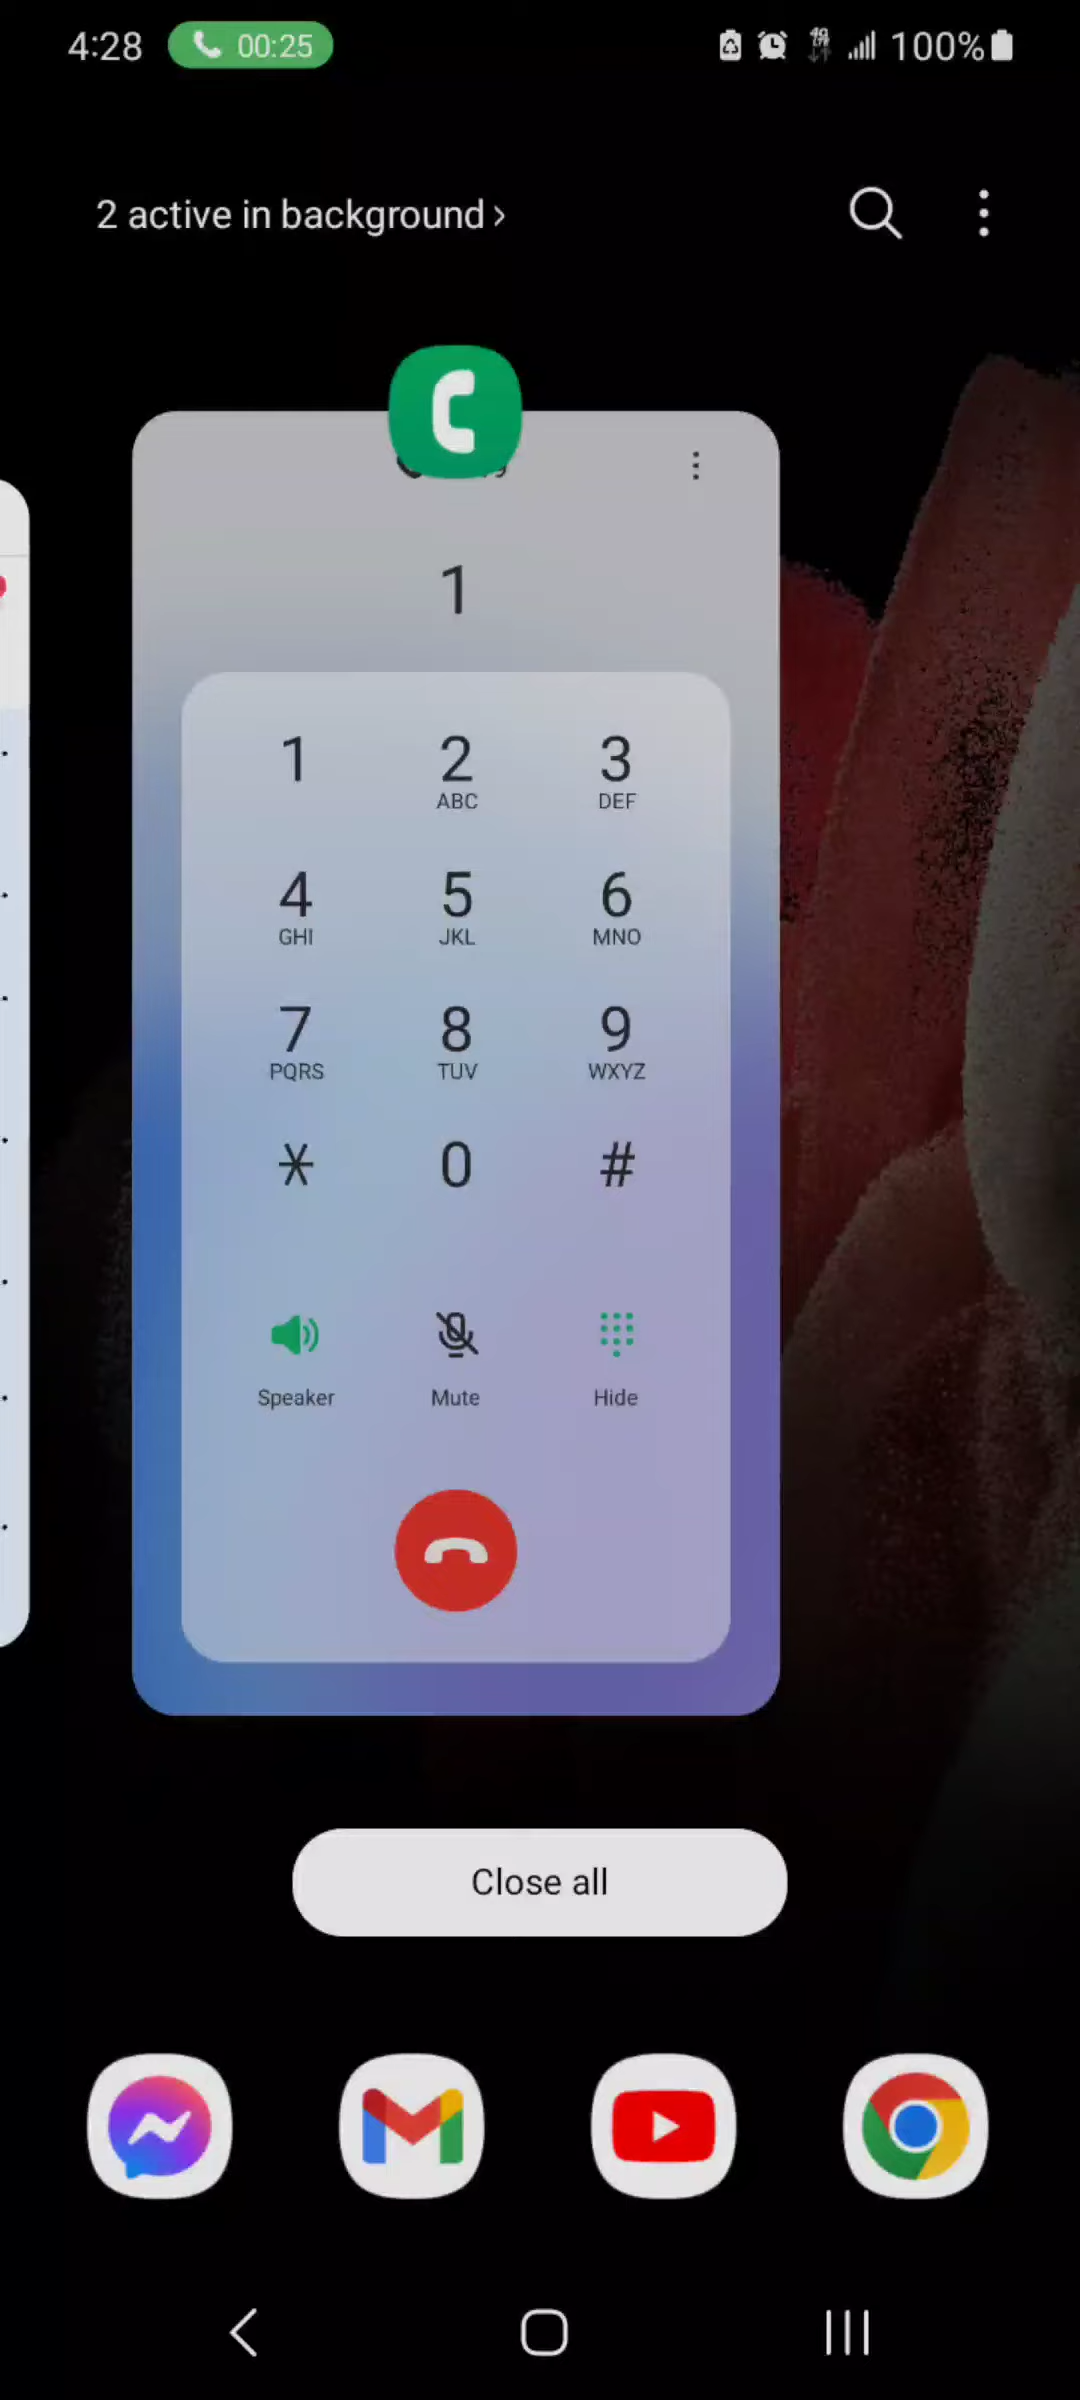 4:28 00:25 100%
2 active in background ›
1
1 2 3
ABC DEF
4 5 6
GHI JKL MNO
7 8 9
PQRS TUV WXYZ
* 0 #
Speaker Mute Hide
Close all